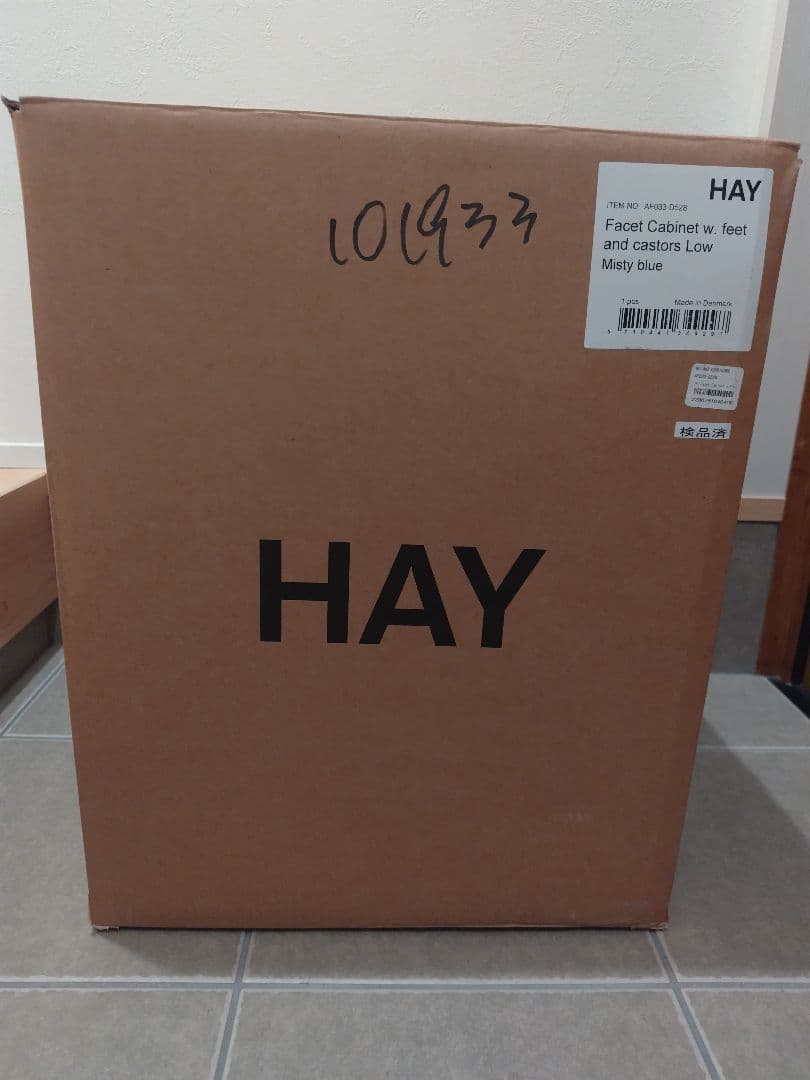 101933
HAY
ITEM NO. AF033-D528
Facet Cabinet w. feet
and castors Low
Misty blue
1 pcs Made in Denmark
検品済
HAY